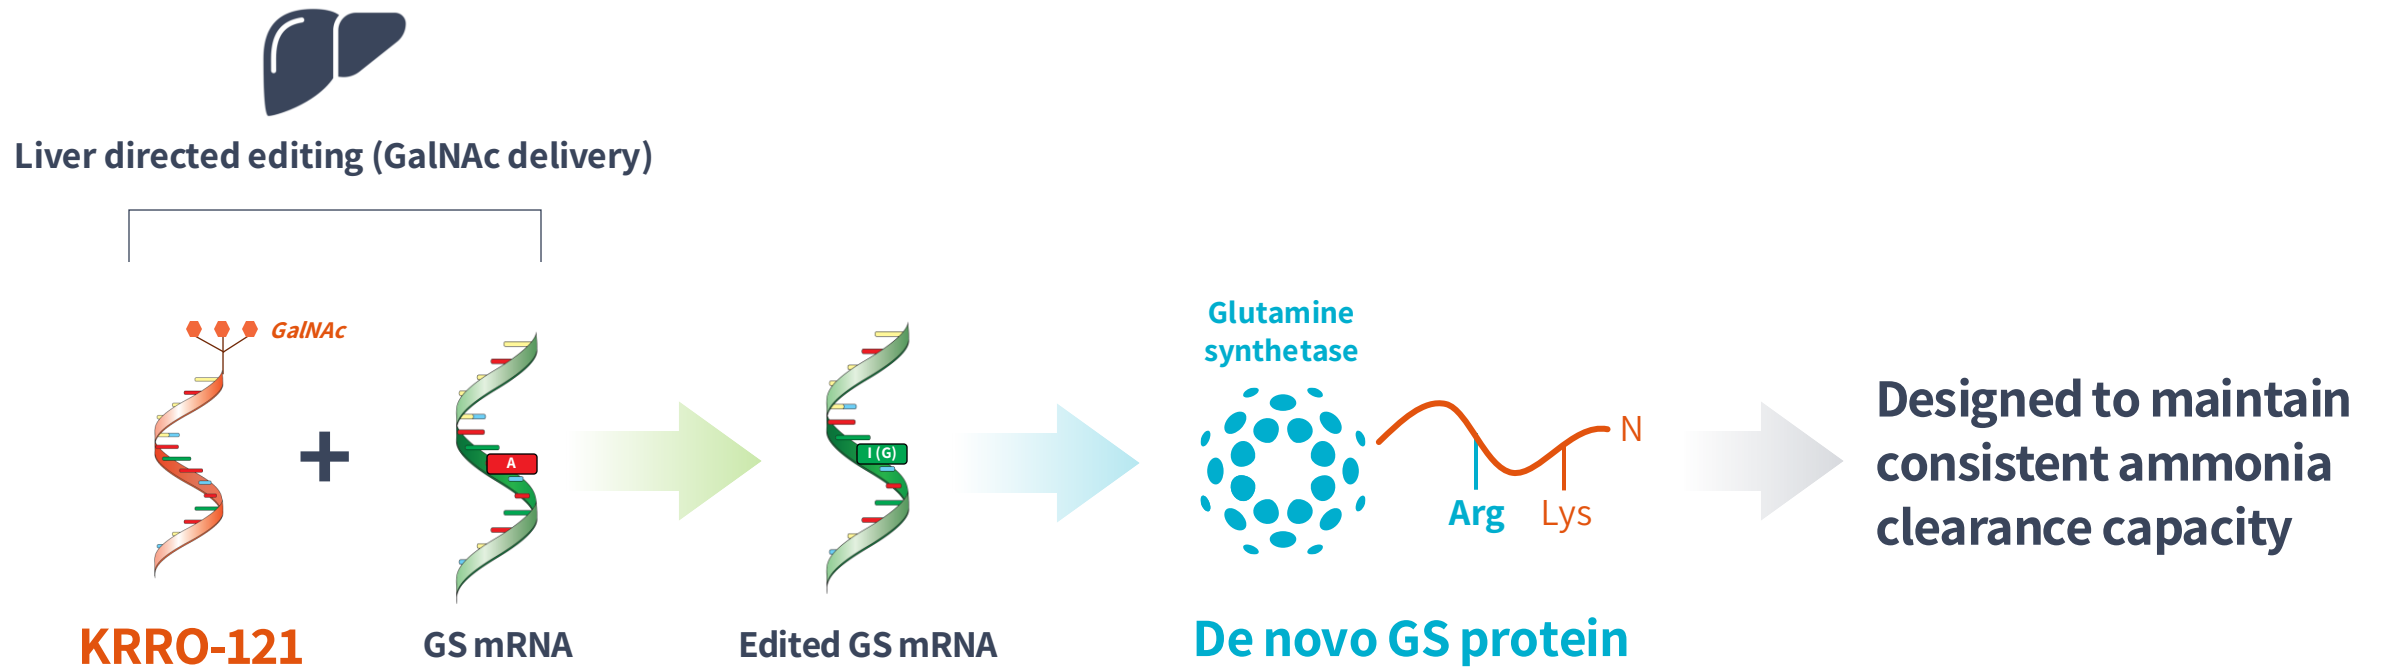 Liver directed editing (GalNAc delivery)
GalNAc
A
I (G)
Glutamine
synthetase
N
Arg
Lys
Designed to maintain
consistent ammonia
clearance capacity
KRRO-121
GS mRNA
Edited GS mRNA
De novo GS protein